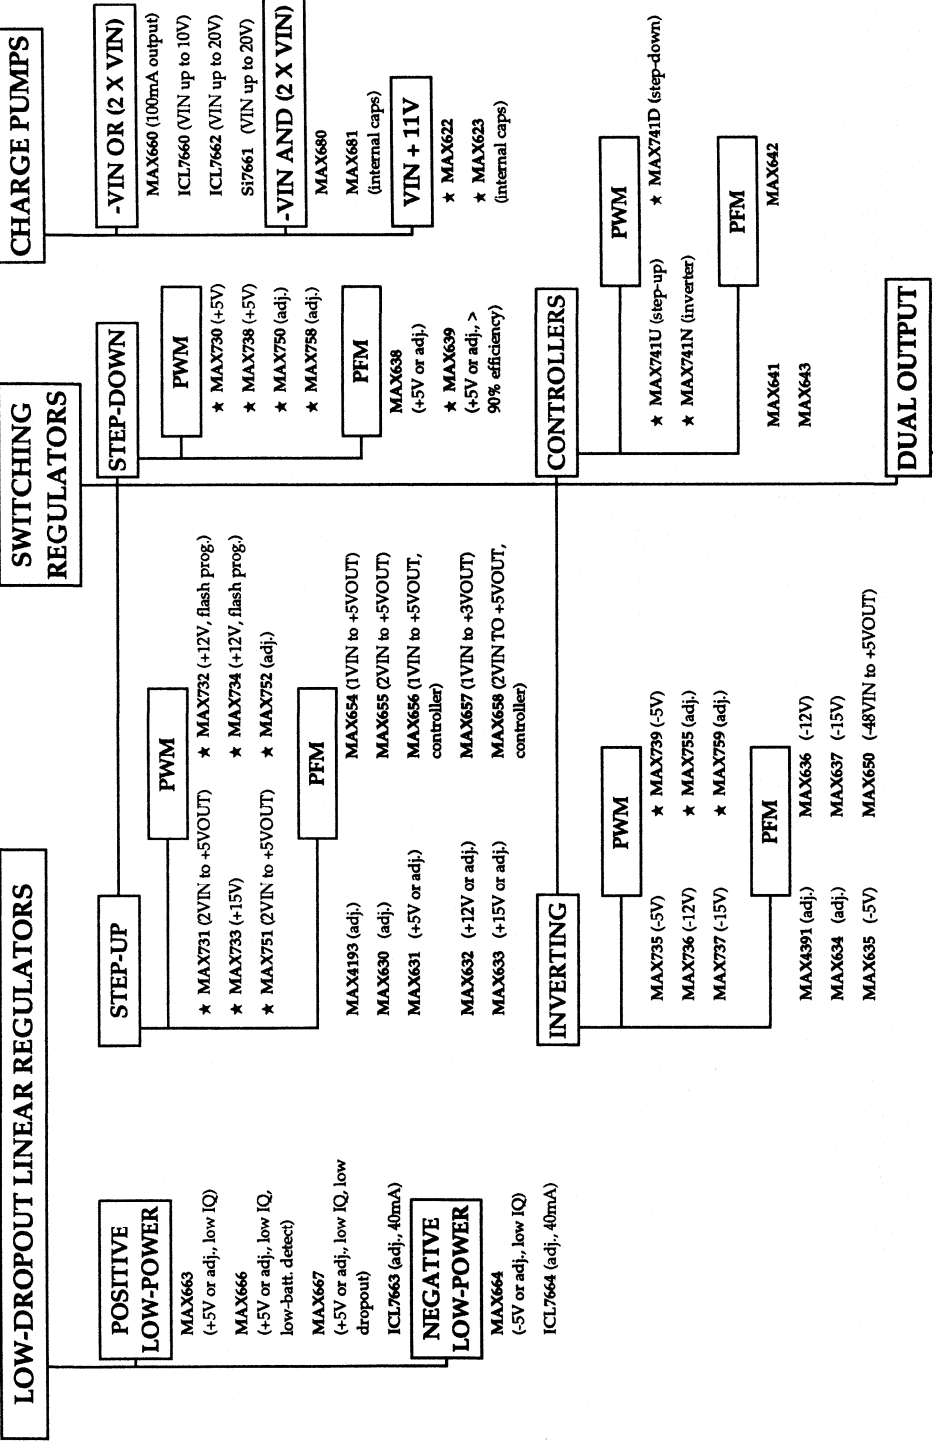 LOW-DROPOUT LINEAR REGULATORS
POSITIVE
LOW-POWER
MAX663
(+5V or adj., low IQ)
MAX666
(+5V or adj., low IQ,
low-batt. detect)
MAX667
(+5V or adj., low IQ, low
dropout)
ICL7663 (adj., 40mA)
NEGATIVE
LOW-POWER
MAX664
(-5V or adj., low IQ)
ICL7664 (adj., 40mA)
SWITCHING
REGULATORS
STEP-UP
PWM
★ MAX731 (2VIN to +5VOUT)
★ MAX733 (+15V)
★ MAX751 (2VIN to +5VOUT)
★ MAX732 (+12V, flash prog.)
★ MAX734 (+12V, flash prog.)
★ MAX752 (adj.)
PFM
MAX4193 (adj.)
MAX630 (adj.)
MAX631 (+5V or adj.)
MAX632 (+12V or adj.)
MAX633 (+15V or adj.)
MAX654 (1VIN to +5VOUT)
MAX655 (2VIN to +5VOUT)
MAX656 (1VIN to +5VOUT,
controller)
MAX657 (1VIN to +3VOUT)
MAX658 (2VIN TO +5VOUT,
controller)
STEP-DOWN
PWM
★ MAX730 (+5V)
★ MAX738 (+5V)
★ MAX750 (adj.)
★ MAX758 (adj.)
PFM
MAX638
(+5V or adj.)
★ MAX639
(+5V or adj., >
90% efficiency)
INVERTING
PWM
MAX735 (-5V)
MAX736 (-12V)
MAX737 (-15V)
★ MAX739 (-5V)
★ MAX755 (adj.)
★ MAX759 (adj.)
PFM
MAX4391 (adj.)
MAX634 (adj.)
MAX635 (-5V)
MAX636 (-12V)
MAX637 (-15V)
MAX650 (-48VIN to +5VOUT)
CONTROLLERS
PWM
★ MAX741U (step-up)
★ MAX741N (inverter)
★ MAX741D (step-down)
PFM
MAX641
MAX643
MAX642
DUAL OUTPUT
CHARGE PUMPS
-VIN OR (2 X VIN)
MAX660 (100mA output)
ICL7660 (VIN up to 10V)
ICL7662 (VIN up to 20V)
Si7661 (VIN up to 20V)
-VIN AND (2 X VIN)
MAX680
MAX681
(internal caps)
VIN + 11V
★ MAX622
★ MAX623
(internal caps)